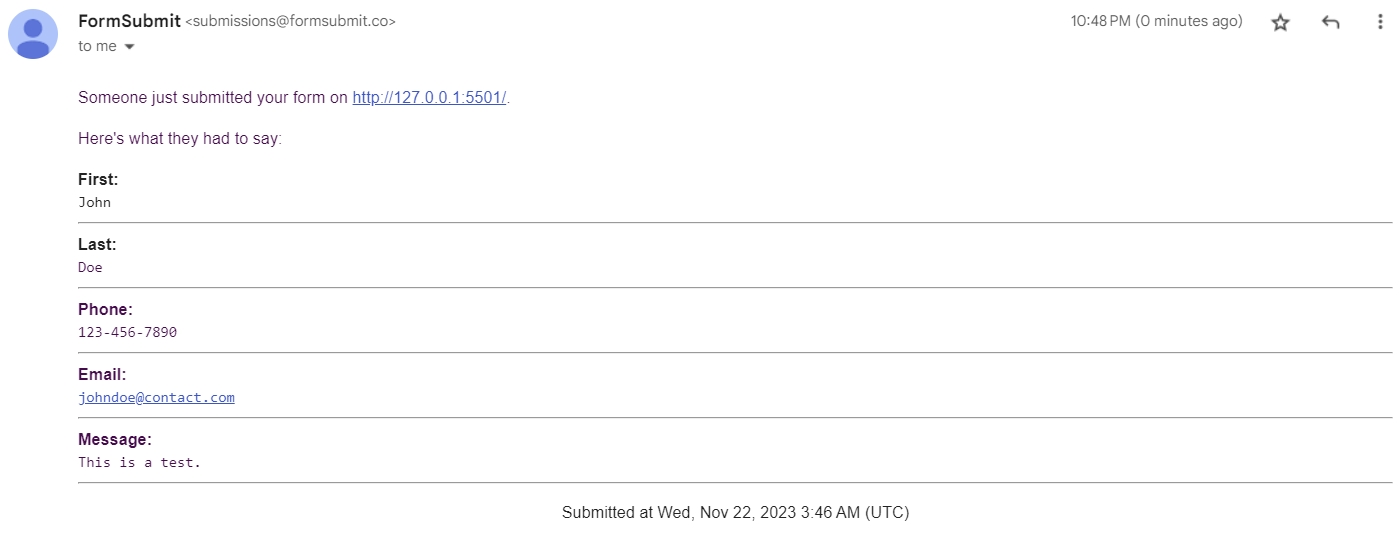 FormSubmit <submissions@formsubmit.co> 10:48 PM (0 minutes ago)
to me
Someone just submitted your form on http://127.0.0.1:5501/.
Here's what they had to say:
First:
John
Last:
Doe
Phone:
123-456-7890
Email:
johndoe@contact.com
Message:
This is a test.
Submitted at Wed, Nov 22, 2023 3:46 AM (UTC)